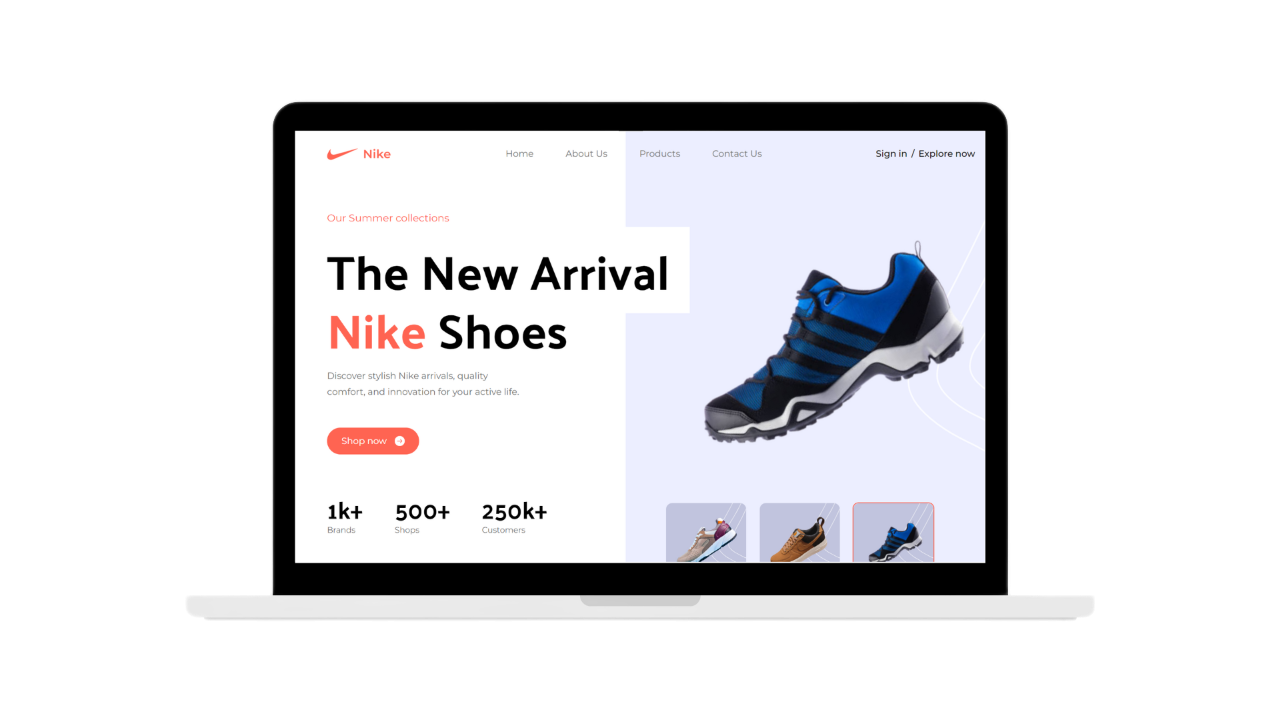 Nike
Home
About Us
Products
Contact Us
Sign in / Explore now
Our Summer collections
The New Arrival
Nike Shoes
Discover stylish Nike arrivals, quality
comfort, and innovation for your active life.
Shop now
1k+
Brands
500+
Shops
250k+
Customers